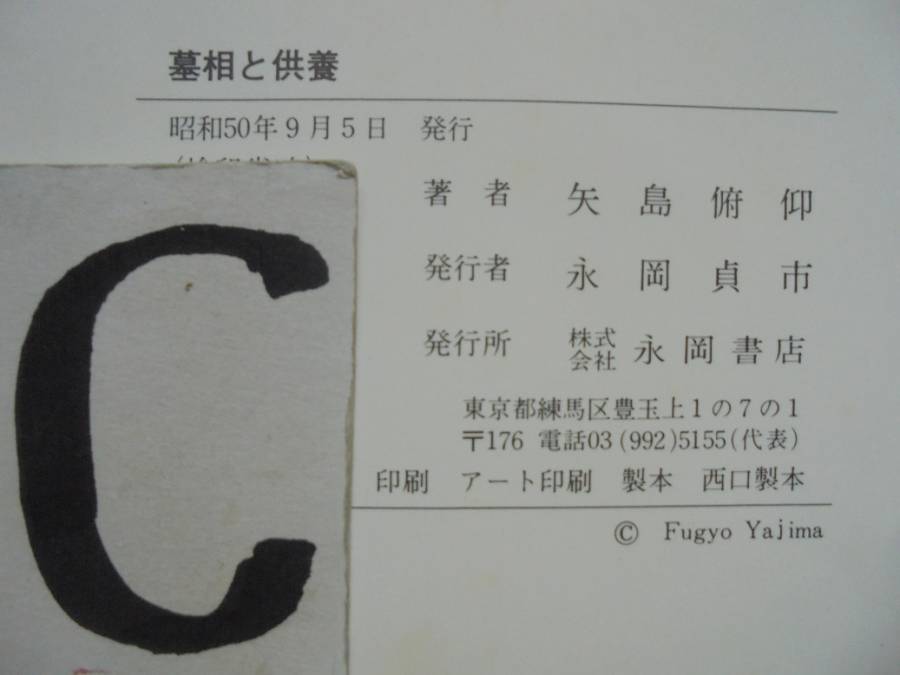 墓相と供養
昭和50年9月5日 発行
著者 矢島俯仰
発行者 永岡貞市
発行所 株式会社 永岡書店
東京都練馬区豊玉上1の7の1
〒176 電話03(992)5155(代表)
印刷 アート印刷 製本 西口製本
© Fugyo Yajima
C